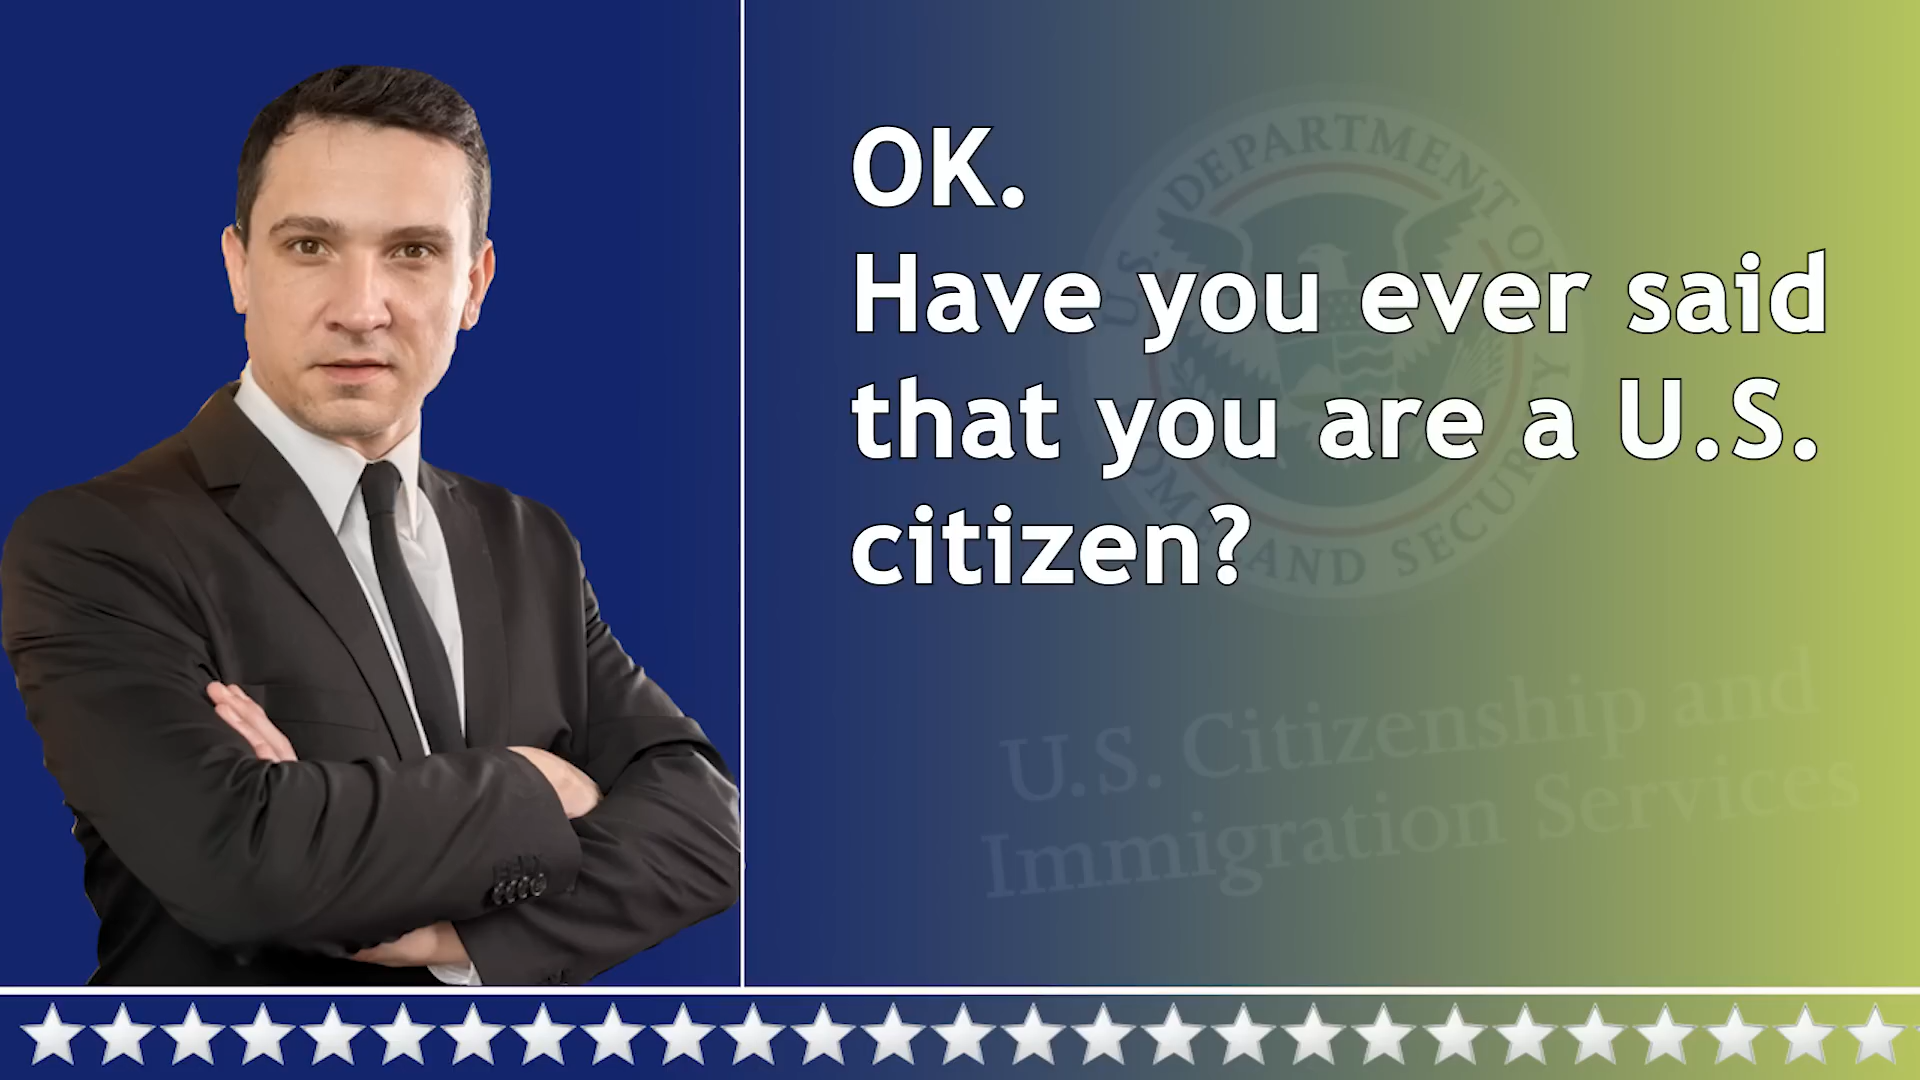 OK.
Have you ever said
that you are a U.S.
citizen?
U.S. DEPARTMENT OF
HOMELAND SECURITY
U.S. Citizenship and
Immigration Services